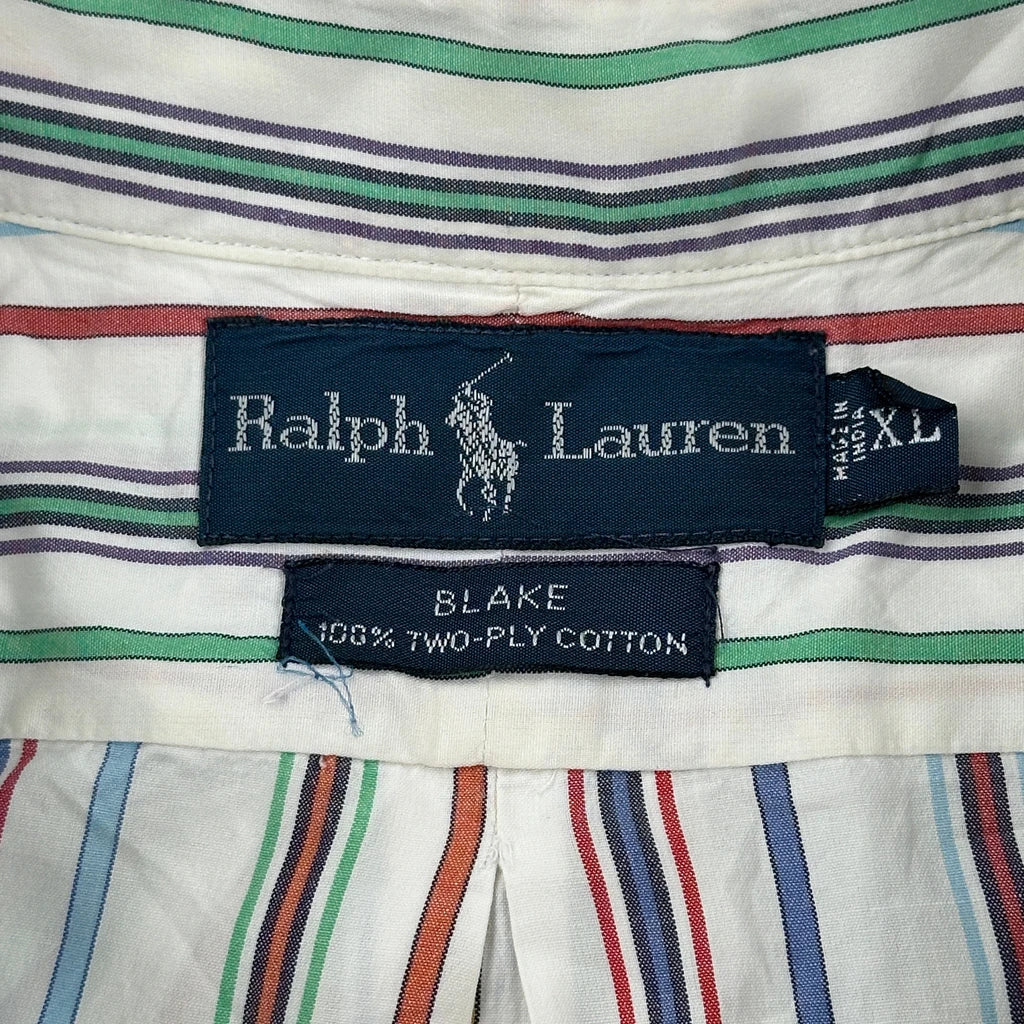 Ralph Lauren
MADE IN
INDIA
XL
BLAKE
100% TWO-PLY COTTON